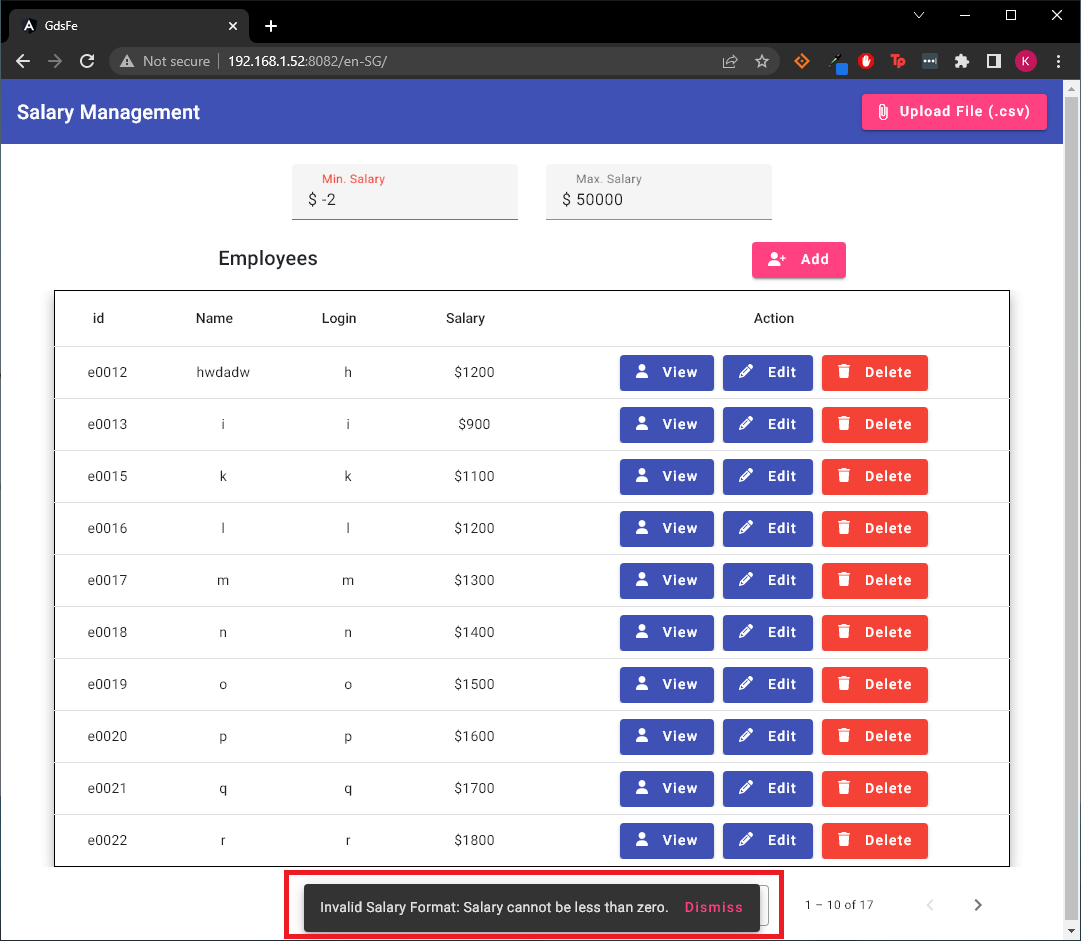 GdsFe
Not secure 192.168.1.52:8082/en-SG/
Tp
K
Salary Management
Upload File (.csv)
Min. Salary
Max. Salary
$ -2
$ 50000
Employees
Add
id Name Login Salary Action
e0012 hwdadw h $1200 View Edit Delete
e0013 i i $900 View Edit Delete
e0015 k k $1100 View Edit Delete
e0016 l l $1200 View Edit Delete
e0017 m m $1300 View Edit Delete
e0018 n n $1400 View Edit Delete
e0019 o o $1500 View Edit Delete
e0020 p p $1600 View Edit Delete
e0021 q q $1700 View Edit Delete
e0022 r r $1800 View Edit Delete
Invalid Salary Format: Salary cannot be less than zero. Dismiss
1 – 10 of 17